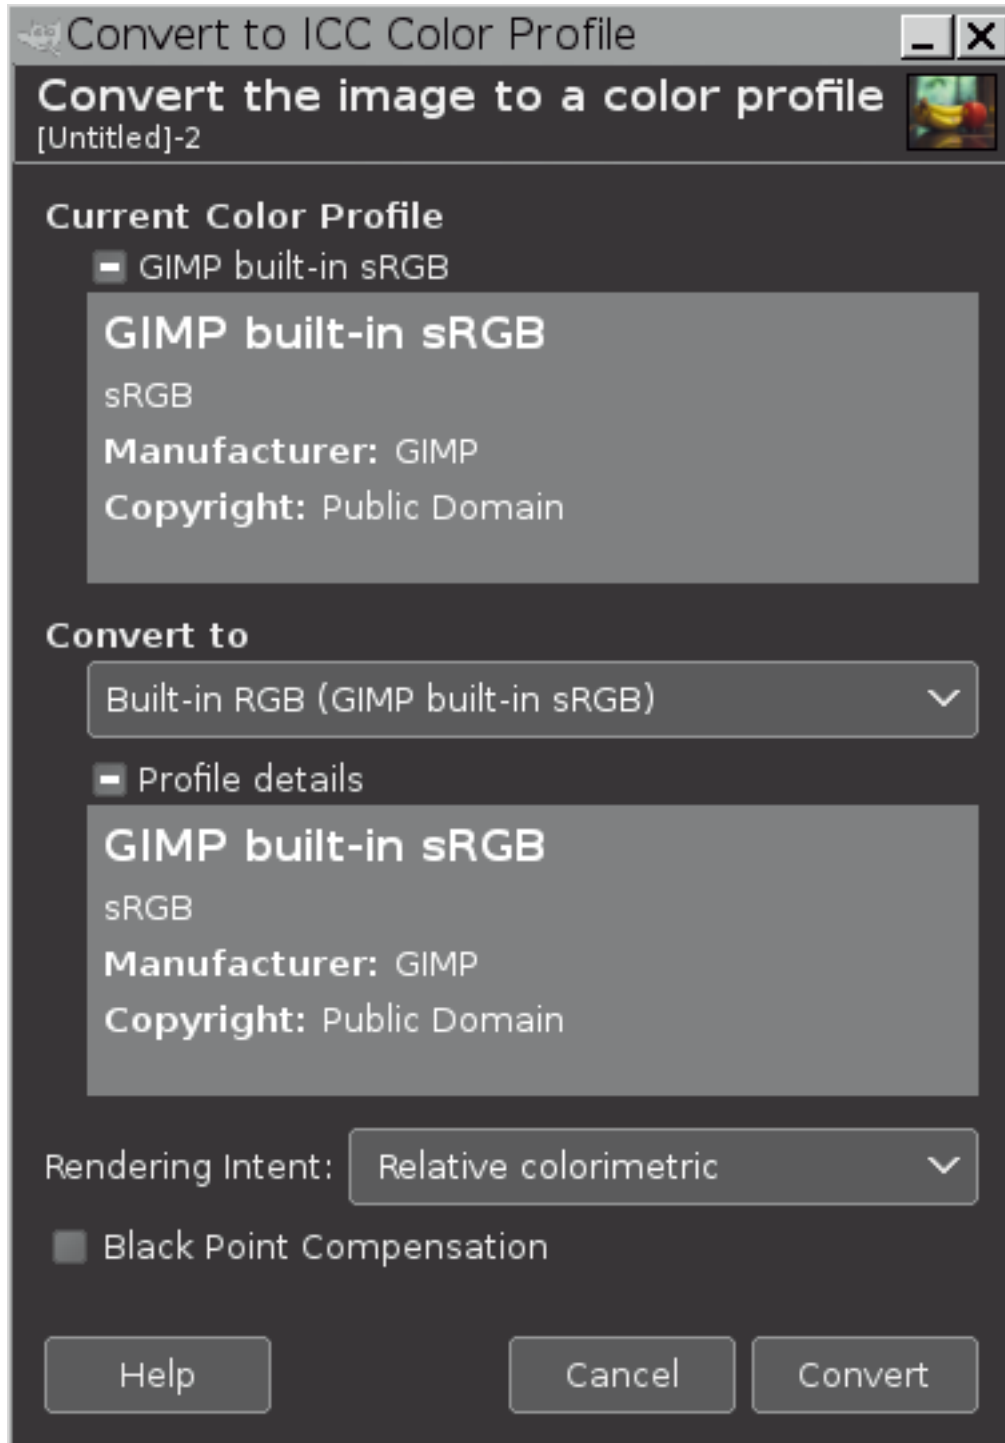 Convert to ICC Color Profile
Convert the image to a color profile
[Untitled]-2
Current Color Profile
GIMP built-in sRGB
GIMP built-in sRGB
sRGB
Manufacturer: GIMP
Copyright: Public Domain
Convert to
Built-in RGB (GIMP built-in sRGB)
Profile details
GIMP built-in sRGB
sRGB
Manufacturer: GIMP
Copyright: Public Domain
Rendering Intent: Relative colorimetric
Black Point Compensation
Help Cancel Convert